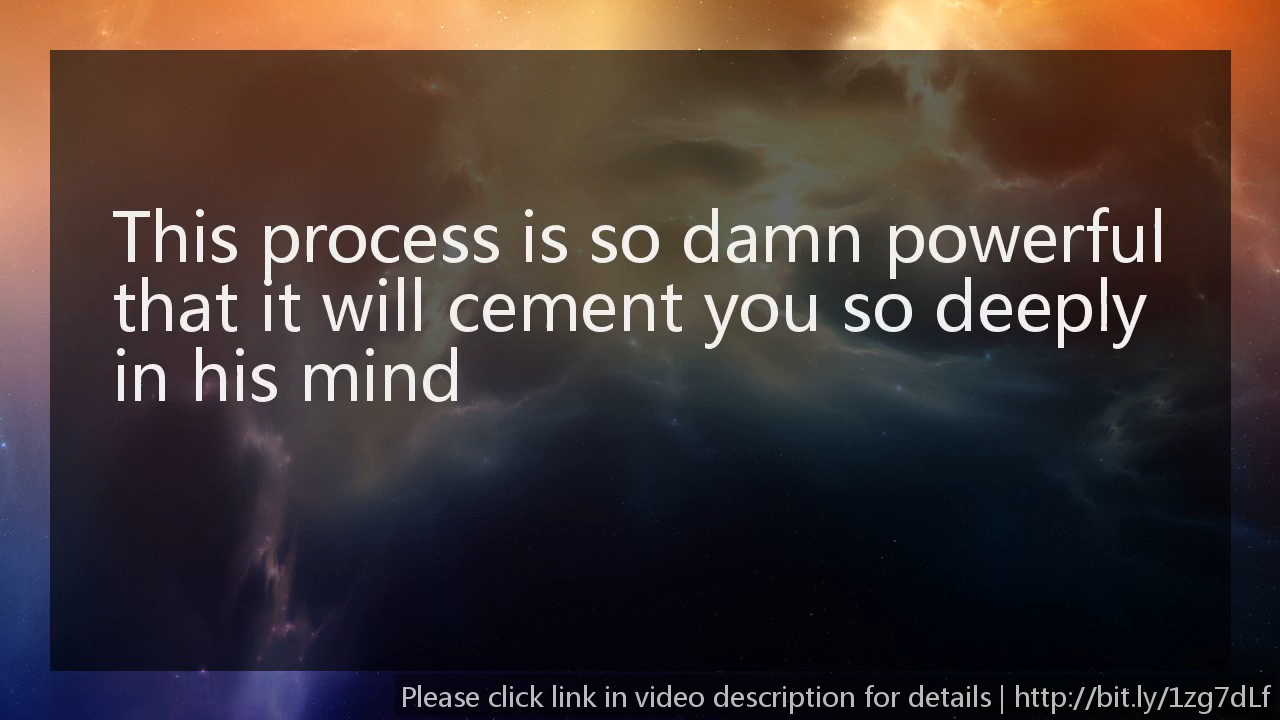 This process is so damn powerful
that it will cement you so deeply
in his mind
Please click link in video description for details | http://bit.ly/1zg7dLf